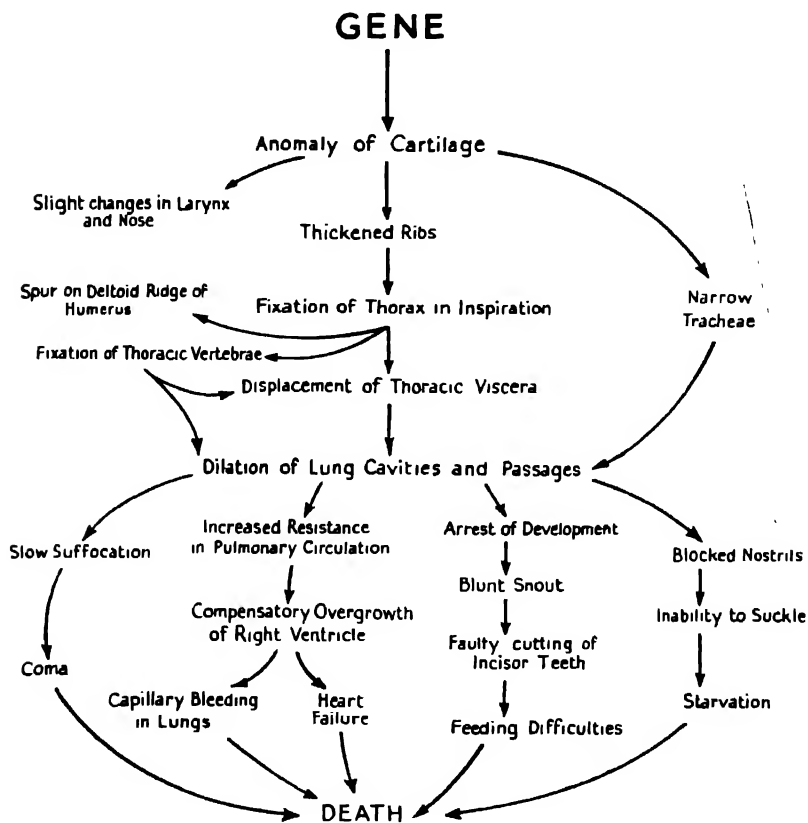 GENE
Anomaly of Cartilage
Slight changes in Larynx
and Nose
Thickened Ribs
Spur on Deltoid Ridge of
Humerus
Fixation of Thorax in Inspiration
Narrow
Tracheae
Fixation of Thoracic Vertebrae
Displacement of Thoracic Viscera
Dilation of Lung Cavities and Passages
Slow Suffocation
Increased Resistance
in Pulmonary Circulation
Arrest of Development
Blocked Nostrils
Blunt Snout
Compensatory Overgrowth
of Right Ventricle
Inability to Suckle
Faulty cutting of
Incisor Teeth
Coma
Capillary Bleeding
in Lungs
Heart
Failure
Feeding Difficulties
Starvation
DEATH